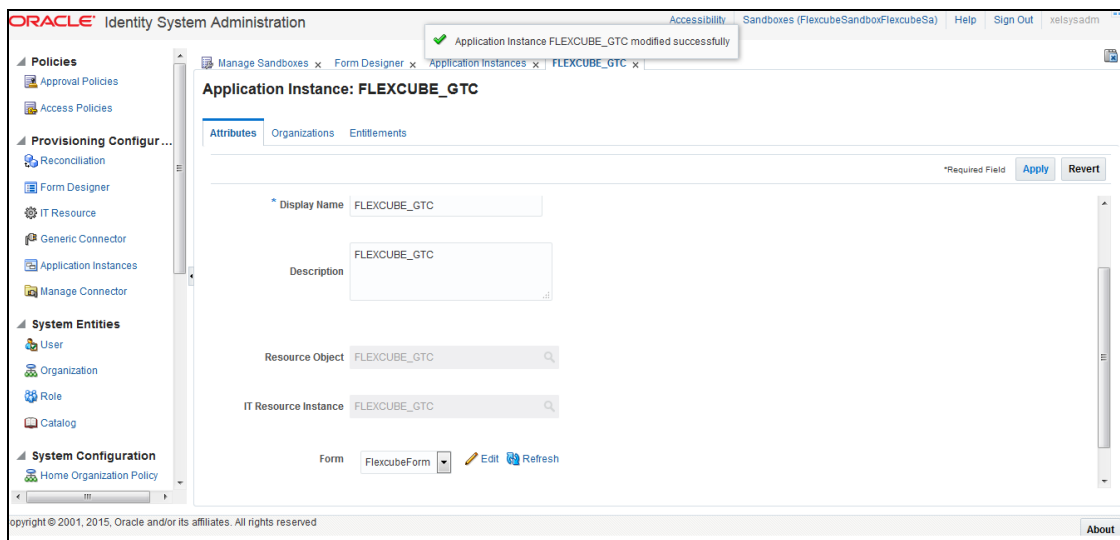 ORACLE® Identity System Administration
Accessibility Sandboxes (FlexcubeSandboxFlexcubeSa) Help Sign Out xelsysadm
Application Instance FLEXCUBE_GTC modified successfully
Policies
Approval Policies
Access Policies
Provisioning Configur...
Reconciliation
Form Designer
IT Resource
Generic Connector
Application Instances
Manage Connector
System Entities
User
Organization
Role
Catalog
System Configuration
Home Organization Policy
Manage Sandboxes x Form Designer x Application Instances x FLEXCUBE_GTC x
Application Instance: FLEXCUBE_GTC
Attributes Organizations Entitlements
*Required Field Apply Revert
* Display Name FLEXCUBE_GTC
Description FLEXCUBE_GTC
Resource Object FLEXCUBE_GTC
IT Resource Instance FLEXCUBE_GTC
Form FlexcubeForm Edit Refresh
opyright © 2001, 2015, Oracle and/or its affiliates. All rights reserved
About